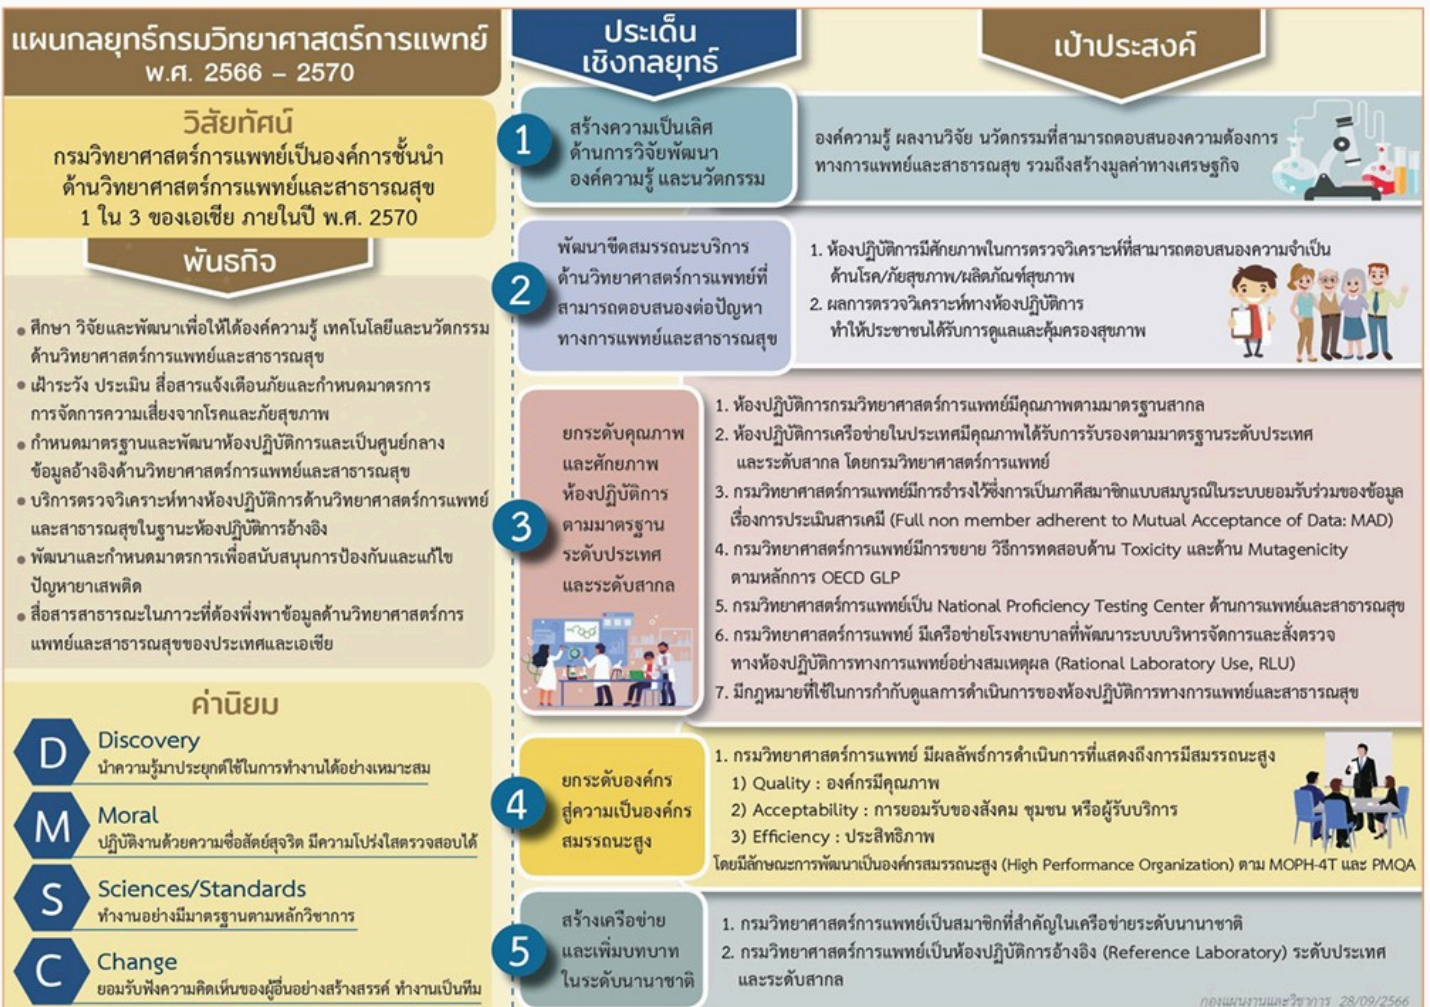 แผนกลยุทธ์กรมวิทยาศาสตร์การแพทย์
พ.ศ. 2566 – 2570
วิสัยทัศน์
กรมวิทยาศาสตร์การแพทย์เป็นองค์การชั้นนำ
ด้านวิทยาศาสตร์การแพทย์และสาธารณสุข
1 ใน 3 ของเอเชีย ภายในปี พ.ศ. 2570
พันธกิจ
• ศึกษา วิจัยและพัฒนาเพื่อให้ได้องค์ความรู้ เทคโนโลยีและนวัตกรรม
ด้านวิทยาศาสตร์การแพทย์และสาธารณสุข
• เฝ้าระวัง ประเมิน สื่อสารแจ้งเตือนภัยและกำหนดมาตรการ
การจัดการความเสี่ยงจากโรคและภัยสุขภาพ
• กำหนดมาตรฐานและพัฒนาห้องปฏิบัติการและเป็นศูนย์กลาง
ข้อมูลอ้างอิงด้านวิทยาศาสตร์การแพทย์และสาธารณสุข
• บริการตรวจวิเคราะห์ทางห้องปฏิบัติการด้านวิทยาศาสตร์การแพทย์
และสาธารณสุขในฐานะห้องปฏิบัติการอ้างอิง
• พัฒนาและกำหนดมาตรการเพื่อสนับสนุนการป้องกันและแก้ไข
ปัญหายาเสพติด
• สื่อสารสาธารณะในภาวะที่ต้องพึ่งพาข้อมูลด้านวิทยาศาสตร์การ
แพทย์และสาธารณสุขของประเทศและเอเชีย
ค่านิยม
D
Discovery
นำความรู้มาประยุกต์ใช้ในการทำงานได้อย่างเหมาะสม
M
Moral
ปฏิบัติงานด้วยความซื่อสัตย์สุจริต มีความโปร่งใสตรวจสอบได้
S
Sciences/Standards
ทำงานอย่างมีมาตรฐานตามหลักวิชาการ
C
Change
ยอมรับฟังความคิดเห็นของผู้อื่นอย่างสร้างสรรค์ ทำงานเป็นทีม
ประเด็น
เชิงกลยุทธ์
เป้าประสงค์
1
สร้างความเป็นเลิศ
ด้านการวิจัยพัฒนา
องค์ความรู้ และนวัตกรรม
องค์ความรู้ ผลงานวิจัย นวัตกรรมที่สามารถตอบสนองความต้องการ
ทางการแพทย์และสาธารณสุข รวมถึงสร้างมูลค่าทางเศรษฐกิจ
2
พัฒนาขีดสมรรถนะบริการ
ด้านวิทยาศาสตร์การแพทย์ที่
สามารถตอบสนองต่อปัญหา
ทางการแพทย์และสาธารณสุข
1. ห้องปฏิบัติการมีศักยภาพในการตรวจวิเคราะห์ที่สามารถตอบสนองความจำเป็น
ด้านโรค/ภัยสุขภาพ/ผลิตภัณฑ์สุขภาพ
2. ผลการตรวจวิเคราะห์ทางห้องปฏิบัติการ
ทำให้ประชาชนได้รับการดูแลและคุ้มครองสุขภาพ
3
ยกระดับคุณภาพ
และศักยภาพ
ห้องปฏิบัติการ
ตามมาตรฐาน
ระดับประเทศ
และระดับสากล
1. ห้องปฏิบัติการกรมวิทยาศาสตร์การแพทย์มีคุณภาพตามมาตรฐานสากล
2. ห้องปฏิบัติการเครือข่ายในประเทศมีคุณภาพได้รับการรับรองตามมาตรฐานระดับประเทศ
และระดับสากล โดยกรมวิทยาศาสตร์การแพทย์
3. กรมวิทยาศาสตร์การแพทย์มีการธำรงไว้ซึ่งการเป็นภาคีสมาชิกแบบสมบูรณ์ในระบบยอมรับร่วมของข้อมูล
เรื่องการประเมินสารเคมี (Full non member adherent to Mutual Acceptance of Data: MAD)
4. กรมวิทยาศาสตร์การแพทย์มีการขยาย วิธีการทดสอบด้าน Toxicity และด้าน Mutagenicity
ตามหลักการ OECD GLP
5. กรมวิทยาศาสตร์การแพทย์เป็น National Proficiency Testing Center ด้านการแพทย์และสาธารณสุข
6. กรมวิทยาศาสตร์การแพทย์ มีเครือข่ายโรงพยาบาลที่พัฒนาระบบบริหารจัดการและสั่งตรวจ
ทางห้องปฏิบัติการทางการแพทย์อย่างสมเหตุผล (Rational Laboratory Use, RLU)
7. มีกฎหมายที่ใช้ในการกำกับดูแลการดำเนินการของห้องปฏิบัติการทางการแพทย์และสาธารณสุข
4
ยกระดับองค์กร
สู่ความเป็นองค์กร
สมรรถนะสูง
1. กรมวิทยาศาสตร์การแพทย์ มีผลลัพธ์การดำเนินการที่แสดงถึงการมีสมรรถนะสูง
1) Quality : องค์กรมีคุณภาพ
2) Acceptability : การยอมรับของสังคม ชุมชน หรือผู้รับบริการ
3) Efficiency : ประสิทธิภาพ
โดยมีลักษณะการพัฒนาเป็นองค์กรสมรรถนะสูง (High Performance Organization) ตาม MOPH-4T และ PMQA
5
สร้างเครือข่าย
และเพิ่มบทบาท
ในระดับนานาชาติ
1. กรมวิทยาศาสตร์การแพทย์เป็นสมาชิกที่สำคัญในเครือข่ายระดับนานาชาติ
2. กรมวิทยาศาสตร์การแพทย์เป็นห้องปฏิบัติการอ้างอิง (Reference Laboratory) ระดับประเทศ
และระดับสากล
กองแผนงานและวิชาการ 28/09/2566